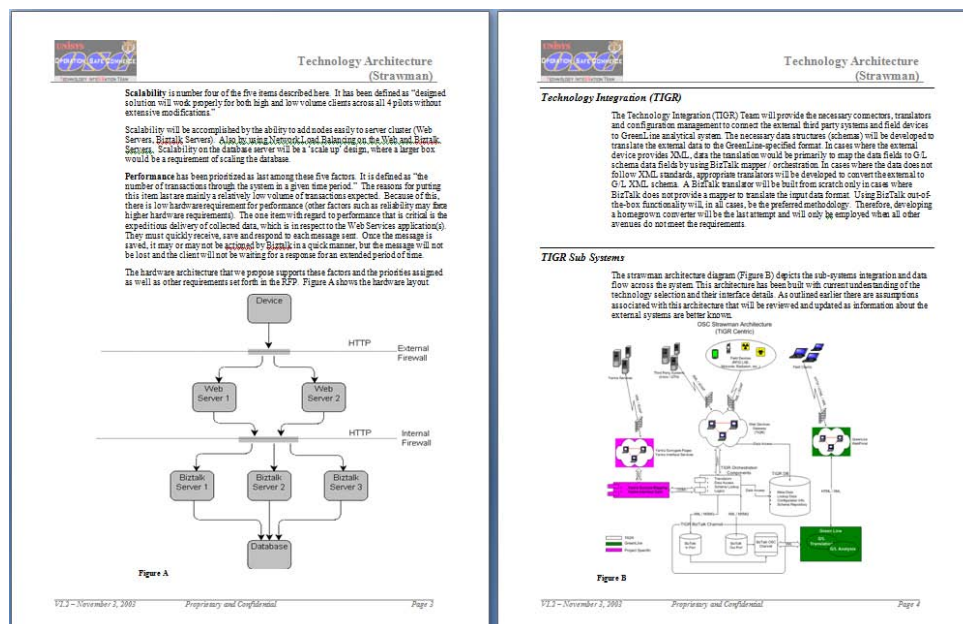 UNISYS
OPERATION SAFE COMMERCE
Technology Architecture
(Strawman)
Scalability is number four of the five items described here. It has been defined as “designed
solution will work properly for both high and low volume clients across all 4 pilots without
extensive modifications.”
Scalability will be accomplished by the ability to add nodes easily to server cluster (Web
Servers, Biztalk Servers). Also by using Network Load Balancing on the Web and Biztalk
Servers. Scalability on the database server will be a ‘scale up’ design, where a larger box
would be a requirement of scaling the database.
Performance has been prioritized as last among these five factors. It is defined as “the
number of transactions through the system in a given time period.” The reasons for putting
this item last are mainly a relatively low volume of transactions expected. Because of this,
there is low hardware requirement for performance (other factors such as reliability may force
higher hardware requirements). The one item with regard to performance that is critical is the
expeditious delivery of collected data, which is in respect to the Web Services application(s).
They must quickly receive, save and respond to each message sent. Once the message is
saved, it may or may not be actioned by Biztalk in a quick manner, but the message will not
be lost and the client will not be waiting for a response for an extended period of time.
The hardware architecture that we propose supports these factors and the priorities assigned
as well as other requirements set forth in the RFP. Figure A shows the hardware layout
Device
HTTP
External
Firewall
Web
Server 1
Web
Server 2
HTTP
Internal
Firewall
Biztalk
Server 1
Biztalk
Server 2
Biztalk
Server 3
Database
Figure A
V1.2 – November 3, 2003
Proprietary and Confidential
Page 3
UNISYS
OPERATION SAFE COMMERCE
Technology Architecture
(Strawman)
Technology Integration (TIGR)
The Technology Integration (TIGR) Team will provide the necessary connectors, translators
and configuration management to connect the external third party systems and field devices
to GreenLine analytical system. The necessary data structures (schemas) will be developed to
translate the external data to the GreenLine-specified format. In cases where the external
device provides XML, data the translation would be primarily to map the data fields to G/L
schema data fields by using BizTalk mapper / orchestration. In cases where the data does not
follow XML standards, appropriate translators will be developed to convert the external to
G/L XML schema. A BizTalk translator will be built from scratch only in cases where
BizTalk does not provide a mapper to translate the input data format. Using BizTalk out-of-
the-box functionality will, in all cases, be the preferred methodology. Therefore, developing
a homegrown converter will be the last attempt and will only be employed when all other
avenues do not meet the requirements.
TIGR Sub Systems
The strawman architecture diagram (Figure B) depicts the sub-systems integration and data
flow across the system. This architecture has been built with current understanding of the
technology selection and their interface details. As outlined earlier there are assumptions
associated with this architecture that will be reviewed and updated as information about the
external systems are better known.
OSC Strawman Architecture
(TIGR Centric)
TIGR Orchestration
Components
TIGR DB
TIGR BizTalk Channel
Green Line
G/L
Translator
G/L Analysis
TIGR
GreenLine
Project Specific
Figure B
V1.2 – November 3, 2003
Proprietary and Confidential
Page 4